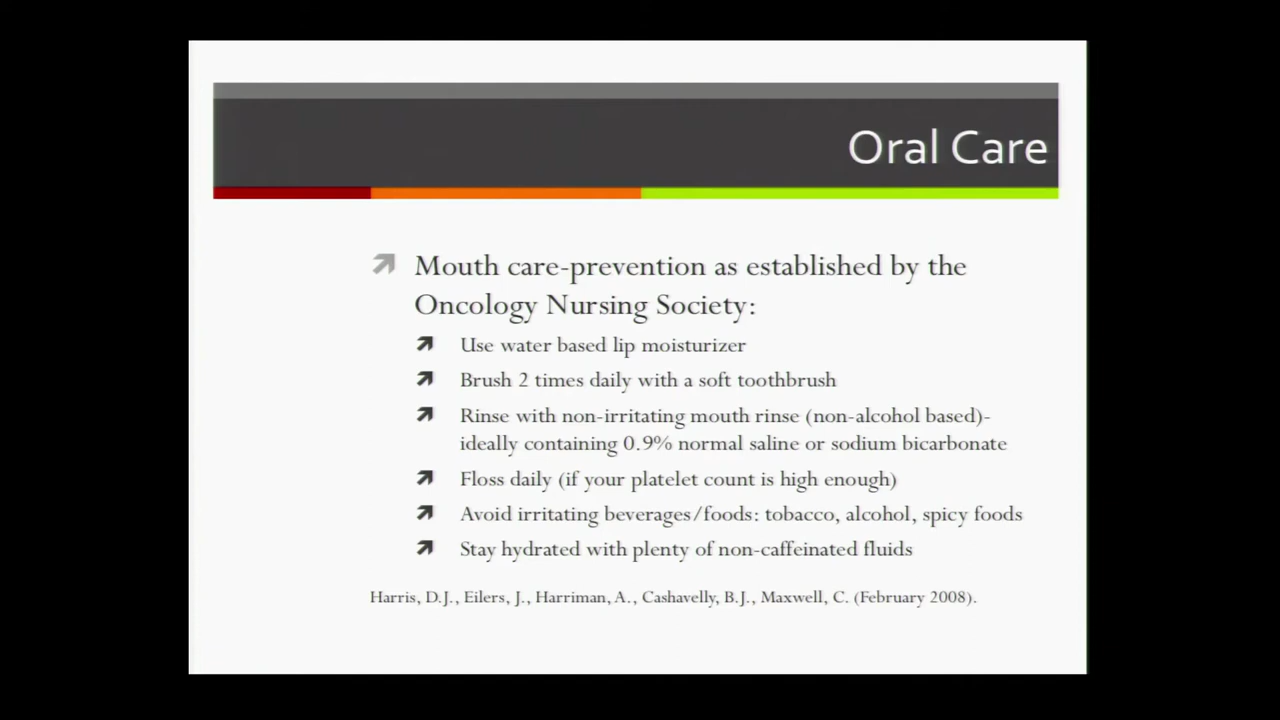 Oral Care
Mouth care-prevention as established by the
Oncology Nursing Society:
Use water based lip moisturizer
Brush 2 times daily with a soft toothbrush
Rinse with non-irritating mouth rinse (non-alcohol based)-
ideally containing 0.9% normal saline or sodium bicarbonate
Floss daily (if your platelet count is high enough)
Avoid irritating beverages/foods: tobacco, alcohol, spicy foods
Stay hydrated with plenty of non-caffeinated fluids
Harris, D.J., Eilers, J., Harriman, A., Cashavelly, B.J., Maxwell, C. (February 2008).